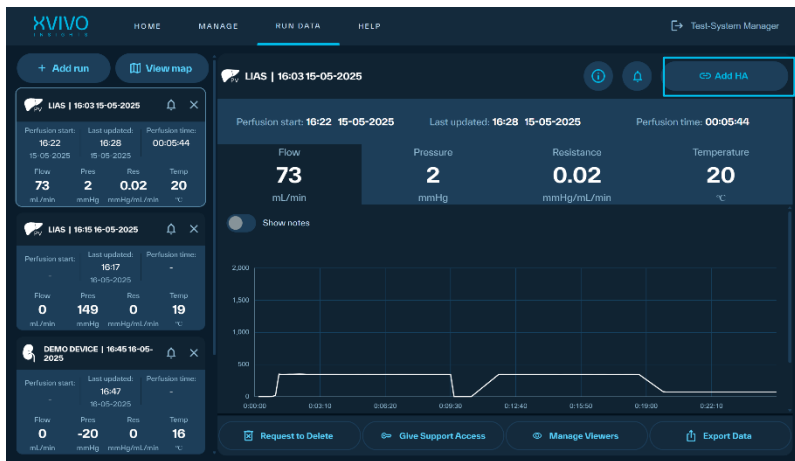 XVIVO
INSIGHTS
HOME
MANAGE
RUN DATA
HELP
Test-System Manager
+ Add run
View map
PV
LIAS | 16:03 15-05-2025
Perfusion start: Last updated: Perfusion time:
16:22 16:28 00:05:44
15-05-2025 15-05-2025
Flow Pres Res Temp
73 2 0.02 20
mL/min mmHg mmHg/mL/min °C
PV
LIAS | 16:15 16-05-2025
Perfusion start: Last updated: Perfusion time:
- 16:17 -
16-05-2025
Flow Pres Res Temp
0 149 0 19
mL/min mmHg mmHg/mL/min °C
DEMO DEVICE | 16:45 16-05-
2025
Perfusion start: Last updated: Perfusion time:
- 16:47 -
16-05-2025
Flow Pres Res Temp
0 -20 0 16
mL/min mmHg mmHg/mL/min °C
PV
LIAS | 16:03 15-05-2025
Add HA
Perfusion start: 16:22 15-05-2025
Last updated: 16:28 15-05-2025
Perfusion time: 00:05:44
Flow Pressure Resistance Temperature
73 2 0.02 20
mL/min mmHg mmHg/mL/min °C
Show notes
2,000
1,500
1,000
500
0
0:00:00 0:03:10 0:06:20 0:09:30 0:12:40 0:15:50 0:19:00 0:22:10
Request to Delete
Give Support Access
Manage Viewers
Export Data